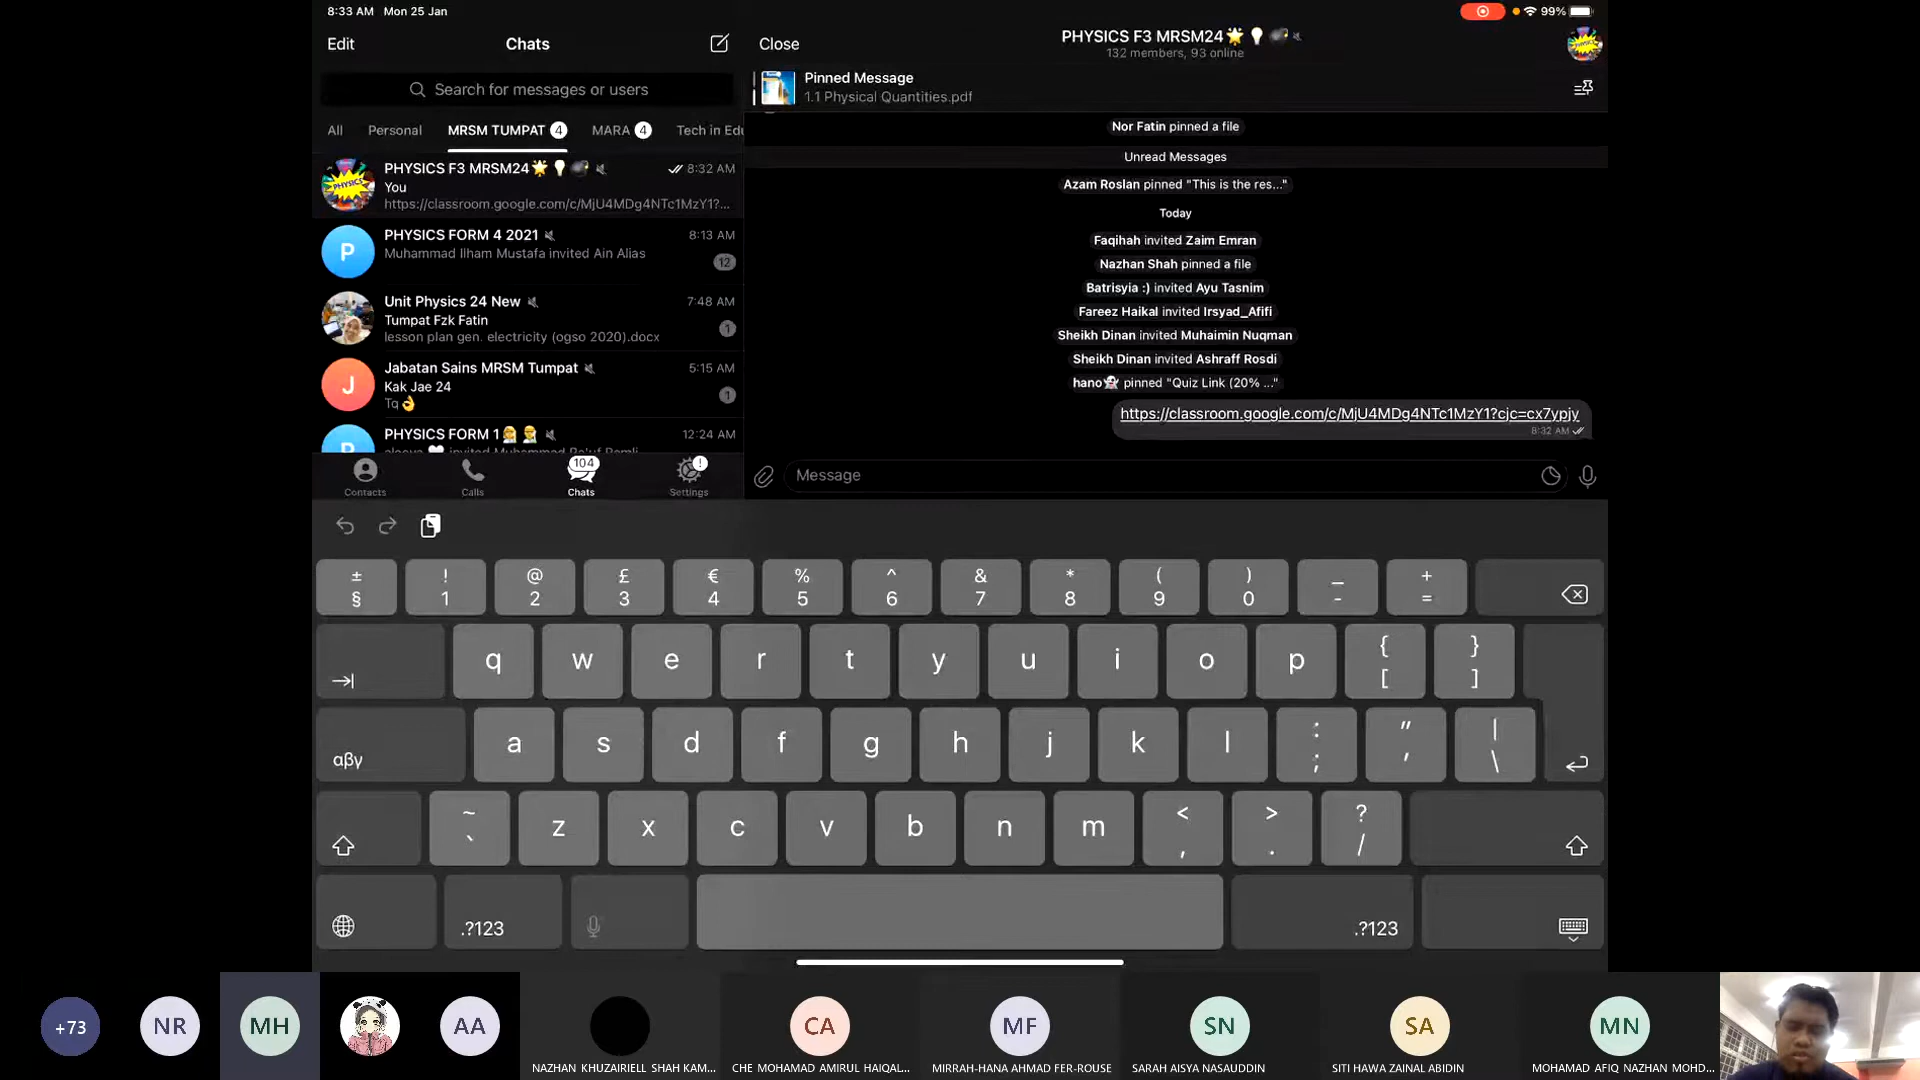 8:33 AM Mon 25 Jan
99%
Edit
Chats
Search for messages or users
All
Personal
MRSM TUMPAT 4
MARA 4
Tech in Edu
PHYSICS F3 MRSM24🌟💡💣
8:32 AM
You
https://classroom.google.com/c/MjU4MDg4NTc1MzY1?...
P
PHYSICS FORM 4 2021
8:13 AM
Muhammad Ilham Mustafa invited Ain Alias
12
Unit Physics 24 New
7:48 AM
Tumpat Fzk Fatin
lesson plan gen. electricity (ogso 2020).docx
1
J
Jabatan Sains MRSM Tumpat
5:15 AM
Kak Jae 24
Tq👌
1
PHYSICS FORM 1
12:24 AM
104
!
Contacts
Calls
Chats
Settings
Close
PHYSICS F3 MRSM24🌟💡💣
132 members, 93 online
PHYSICS
Pinned Message
1.1 Physical Quantities.pdf
Nor Fatin pinned a file
Unread Messages
Azam Roslan pinned "This is the res..."
Today
Faqihah invited Zaim Emran
Nazhan Shah pinned a file
Batrisyia :) invited Ayu Tasnim
Fareez Haikal invited Irsyad_Afifi
Sheikh Dinan invited Muhaimin Nuqman
Sheikh Dinan invited Ashraff Rosdi
hano👻 pinned "Quiz Link (20% ..."
https://classroom.google.com/c/MjU4MDg4NTc1MzY1?cjc=cx7ypjy
8:32 AM
Message
± ! @ £ € % ^ & * ( ) _ +
§ 1 2 3 4 5 6 7 8 9 0 - =
q w e r t y u i o p { [ } ]
αβγ a s d f g h j k l : ; " ' | \
~ ` z x c v b n m < , > . ? /
.?123 .?123
+73
NR
MH
AA
NAZHAN KHUZAIRIELL SHAH KAM...
CA
CHE MOHAMAD AMIRUL HAIQAL...
MF
MIRRAH-HANA AHMAD FER-ROUSE
SN
SARAH AISYA NASAUDDIN
SA
SITI HAWA ZAINAL ABIDIN
MN
MOHAMAD AFIQ NAZHAN MOHD...